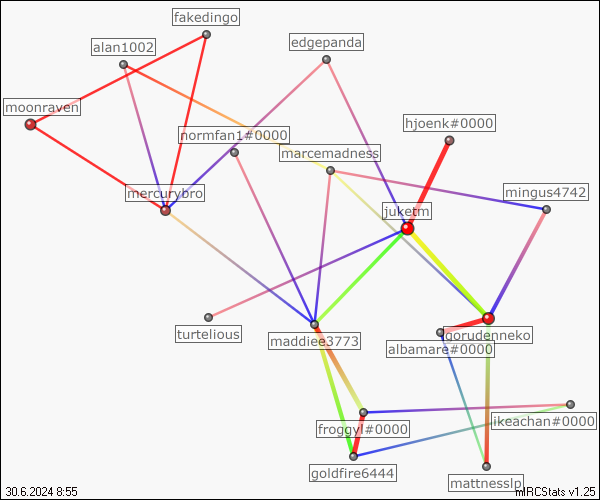 fakedingo
alan1002
edgepanda
moonraven
hjoenk#0000
normfan1#0000
marcemadness
mercurybro
mingus4742
juketm
turtelious
gorudenneko
maddiee3773
albamare#0000
ikeachan#0000
froggyl#0000
goldfire6444
mattnesslp
30.6.2024 8:55
mIRCStats v1.25